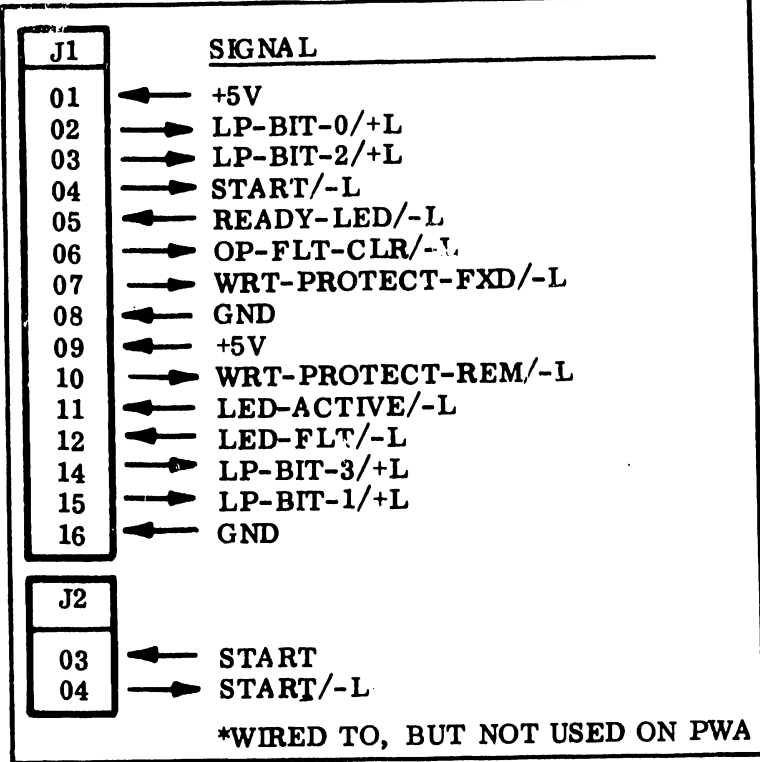 J1 SIGNAL
01 +5V
02 LP-BIT-0/+L
03 LP-BIT-2/+L
04 START/-L
05 READY-LED/-L
06 OP-FLT-CLR/-L
07 WRT-PROTECT-FXD/-L
08 GND
09 +5V
10 WRT-PROTECT-REM/-L
11 LED-ACTIVE/-L
12 LED-FLT/-L
14 LP-BIT-3/+L
15 LP-BIT-1/+L
16 GND
J2
03 START
04 START/-L
*WIRED TO, BUT NOT USED ON PWA